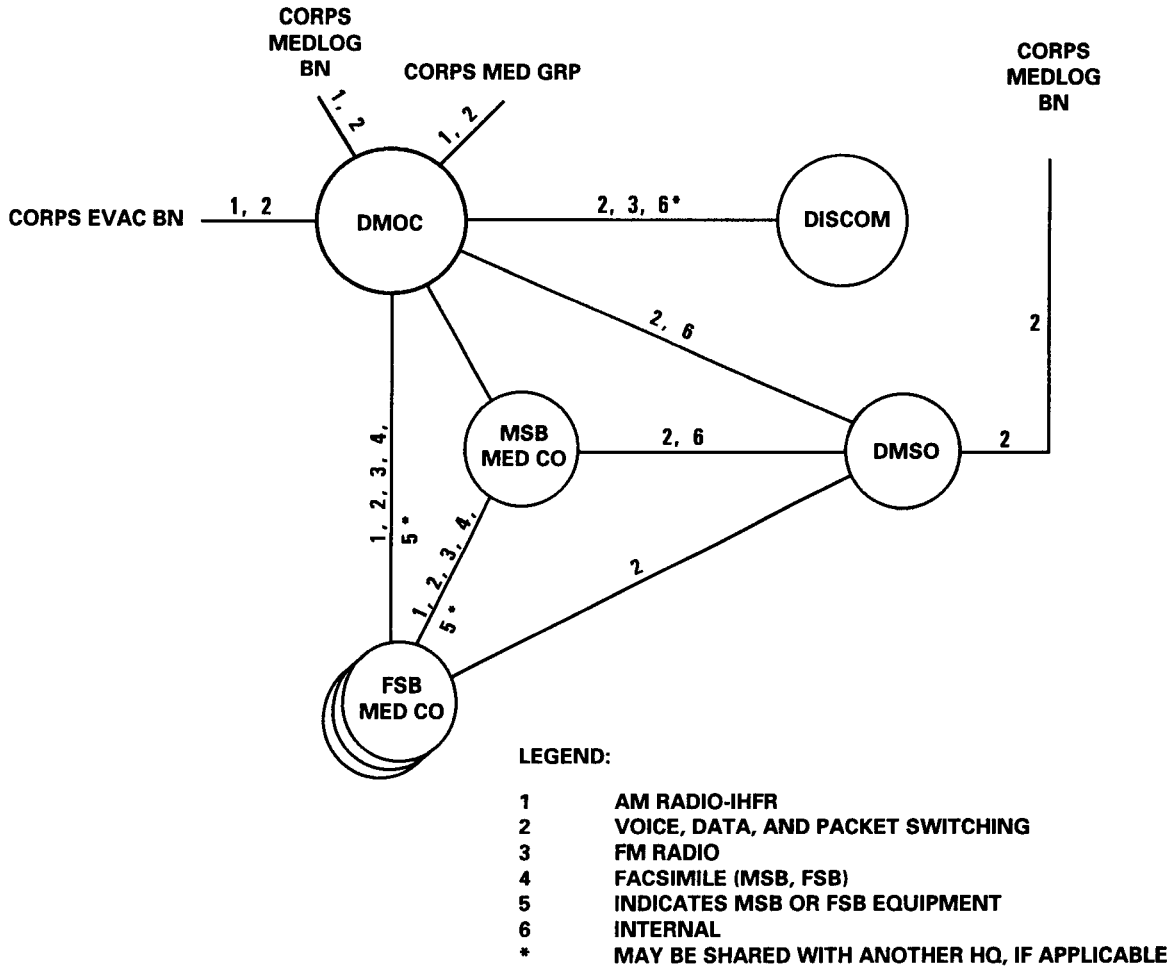 CORPS
MEDLOG
BN
CORPS MED GRP
CORPS
MEDLOG
BN
1, 2
1, 2
CORPS EVAC BN
1, 2
DMOC
2, 3, 6*
DISCOM
2, 6
2
MSB
MED CO
2, 6
DMSO
2
1, 2, 3, 4,
5*
1, 2, 3, 4,
5*
2
FSB
MED CO
LEGEND:
1 AM RADIO-IHFR
2 VOICE, DATA, AND PACKET SWITCHING
3 FM RADIO
4 FACSIMILE (MSB, FSB)
5 INDICATES MSB OR FSB EQUIPMENT
6 INTERNAL
* MAY BE SHARED WITH ANOTHER HQ, IF APPLICABLE